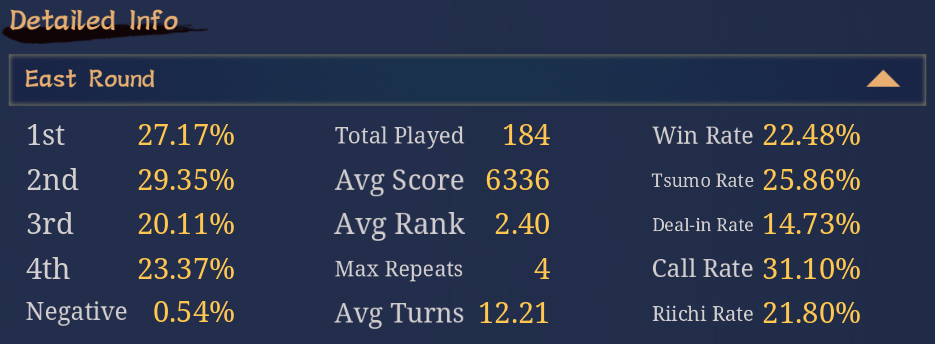 Detailed Info
East Round
1st 27.17% Total Played 184 Win Rate 22.48%
2nd 29.35% Avg Score 6336 Tsumo Rate 25.86%
3rd 20.11% Avg Rank 2.40 Deal-in Rate 14.73%
4th 23.37% Max Repeats 4 Call Rate 31.10%
Negative 0.54% Avg Turns 12.21 Riichi Rate 21.80%